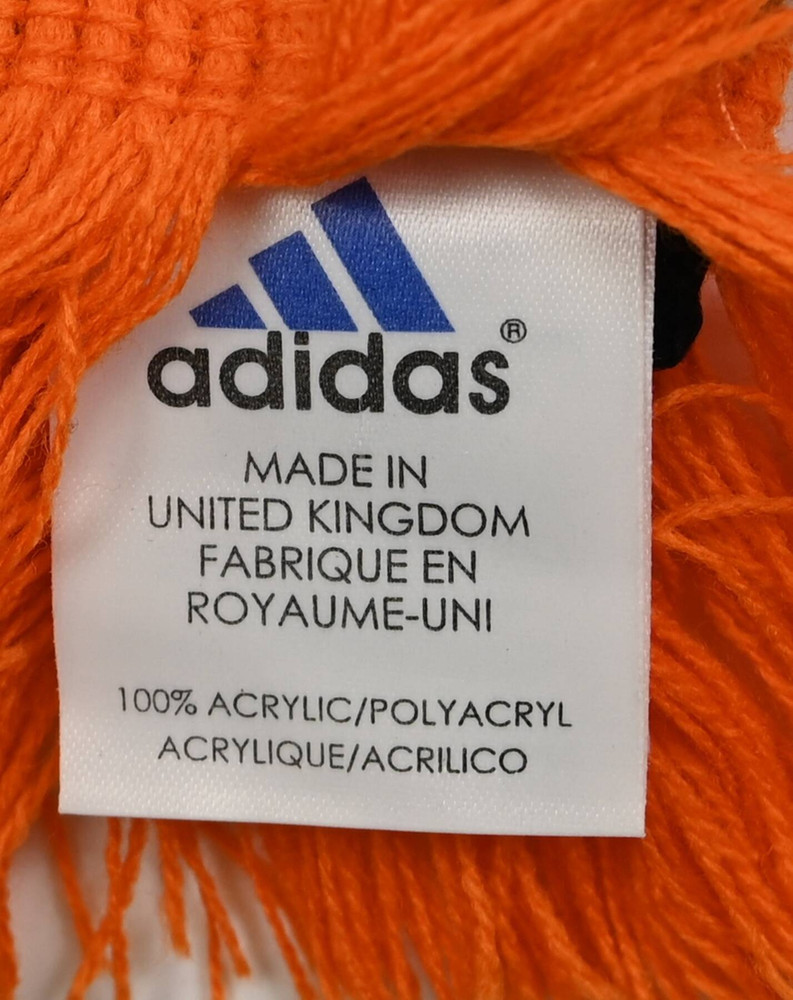 adidas®
MADE IN
UNITED KINGDOM
FABRIQUE EN
ROYAUME-UNI
100% ACRYLIC/POLYACRYL
ACRYLIQUE/ACRILICO